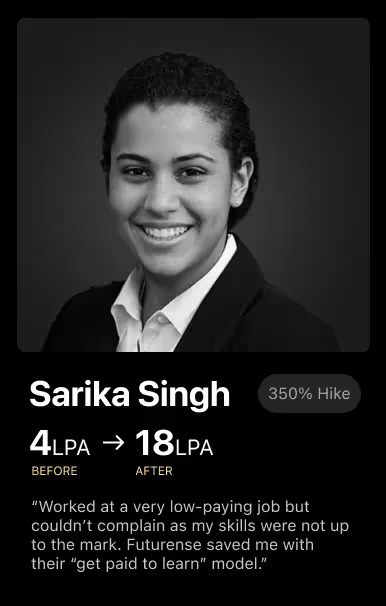 Sarika Singh 350% Hike
4LPA → 18LPA
BEFORE AFTER
“Worked at a very low-paying job but
couldn’t complain as my skills were not up
to the mark. Futurense saved me with
their “get paid to learn” model.”